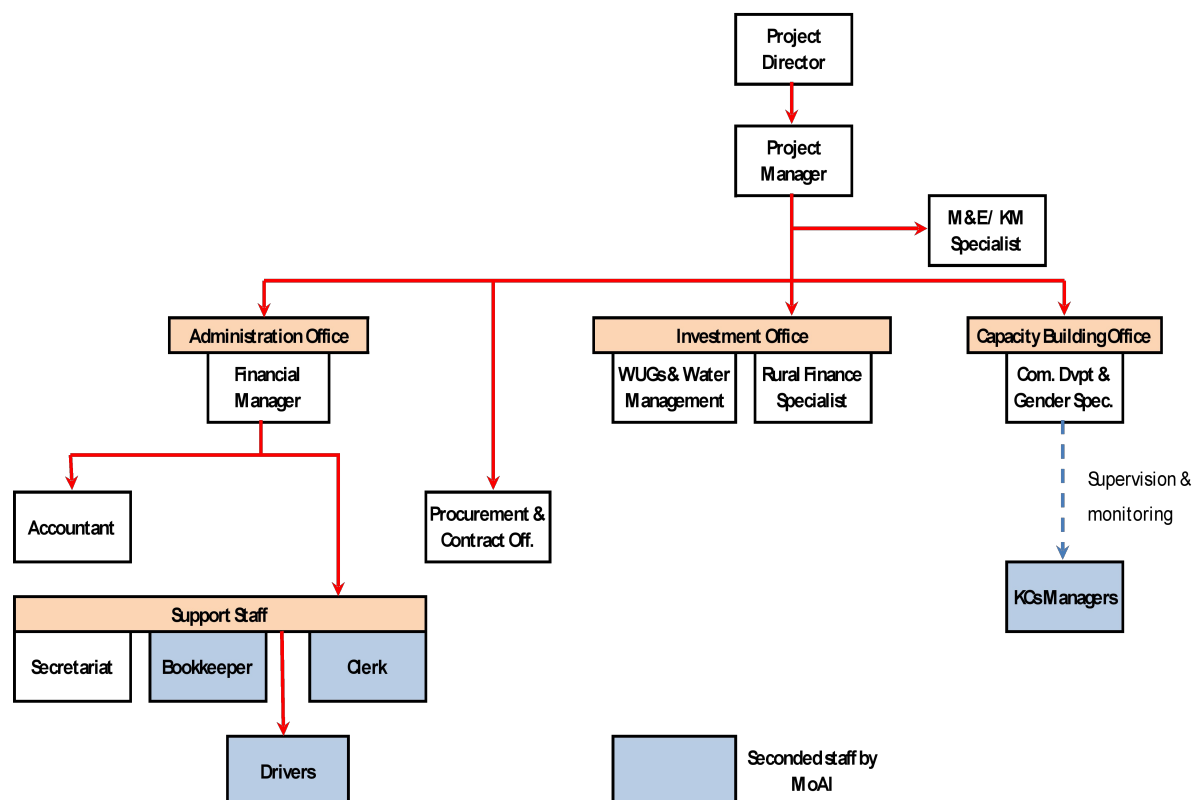 Project
Director
Project
Manager
M&E/ KM
Specialist
Administration Office
Investment Office
Capacity Building Office
Financial
Manager
WUGs & Water
Management
Rural Finance
Specialist
Com. Dvpt &
Gender Spec.
Supervision &
monitoring
Accountant
Procurement &
Contract Off.
KCs Managers
Support Staff
Secretariat
Bookkeeper
Clerk
Drivers
Seconded staff by
MoAI